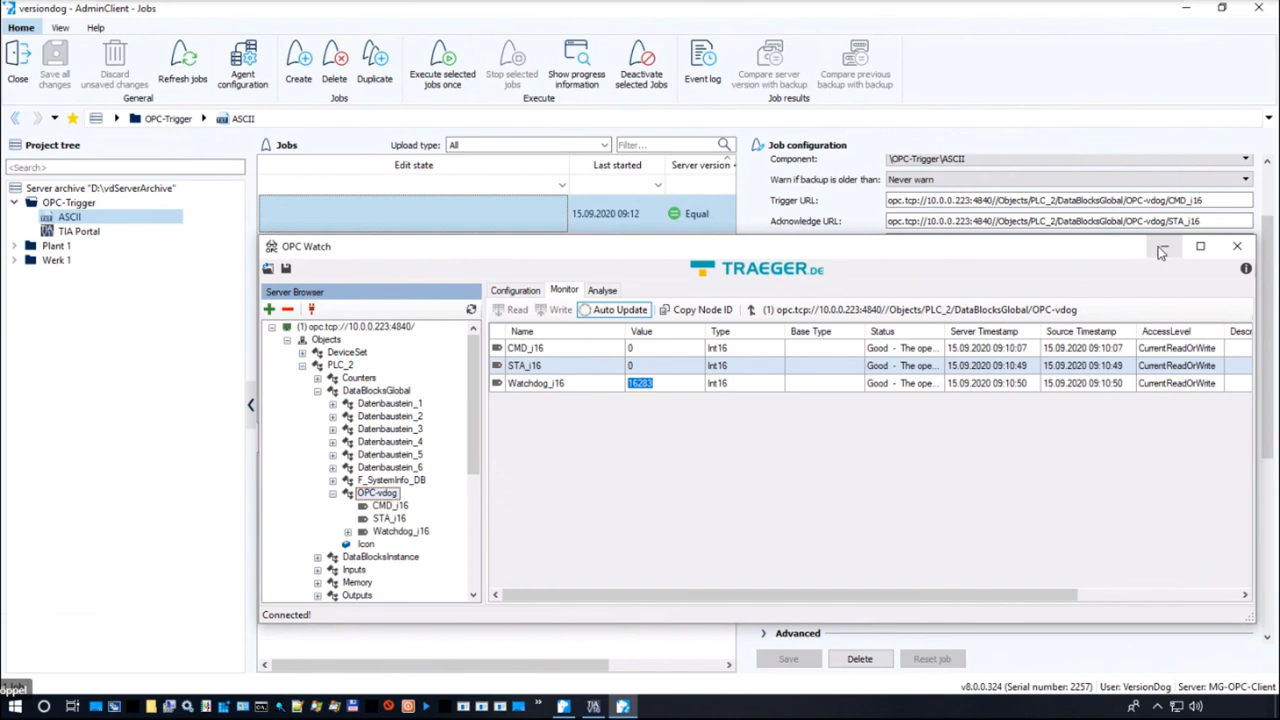 versiondog - AdminClient - Jobs
Home View Help
Close
Save all changes
Discard unsaved changes
Refresh jobs
Agent configuration
Create
Delete
Duplicate
Execute selected jobs once
Stop selected jobs
Show progress information
Deactivate selected Jobs
Event log
Compare server version with backup
Compare previous backup with backup
General Jobs Execute Job results
OPC-Trigger ASCII
Project tree
<Search>
Server archive "D:\vdServerArchive"
OPC-Trigger
ASCII
TIA Portal
Plant 1
Werk 1
Jobs Upload type: All Filter...
Edit state Last started Server version
15.09.2020 09:12 Equal
Job configuration
Component: \OPC-Trigger\ASCII
Warn if backup is older than: Never warn
Trigger URL: opc.tcp://10.0.0.223:4840//Objects/PLC_2/DataBlocksGlobal/OPC-vdog/CMD_i16
Acknowledge URL: opc.tcp://10.0.0.223:4840//Objects/PLC_2/DataBlocksGlobal/OPC-vdog/STA_i16
OPC Watch
TRAEGER.DE
Server Browser
Configuration Monitor Analyse
Read Write Auto Update Copy Node ID (1) opc.tcp://10.0.0.223:4840//Objects/PLC_2/DataBlocksGlobal/OPC-vdog
(1) opc.tcp://10.0.0.223:4840/
Objects
DeviceSet
PLC_2
Counters
DataBlocksGlobal
Datenbaustein_1
Datenbaustein_2
Datenbaustein_3
Datenbaustein_4
Datenbaustein_5
Datenbaustein_6
F_SystemInfo_DB
OPC-vdog
CMD_i16
STA_i16
Watchdog_i16
Icon
DataBlocksInstance
Inputs
Memory
Outputs
Name Value Type Base Type Status Server Timestamp Source Timestamp AccessLevel Descr
CMD_i16 0 Int16 Good - The ope... 15.09.2020 09:10:07 15.09.2020 09:10:07 CurrentReadOrWrite
STA_i16 0 Int16 Good - The ope... 15.09.2020 09:10:49 15.09.2020 09:10:49 CurrentReadOrWrite
Watchdog_i16 16283 Int16 Good - The ope... 15.09.2020 09:10:50 15.09.2020 09:10:50 CurrentReadOrWrite
Connected!
Advanced
Save Delete Reset job
öppel
v8.0.0.324 (Serial number: 2257) User: VersionDog Server: MG-OPC-Client